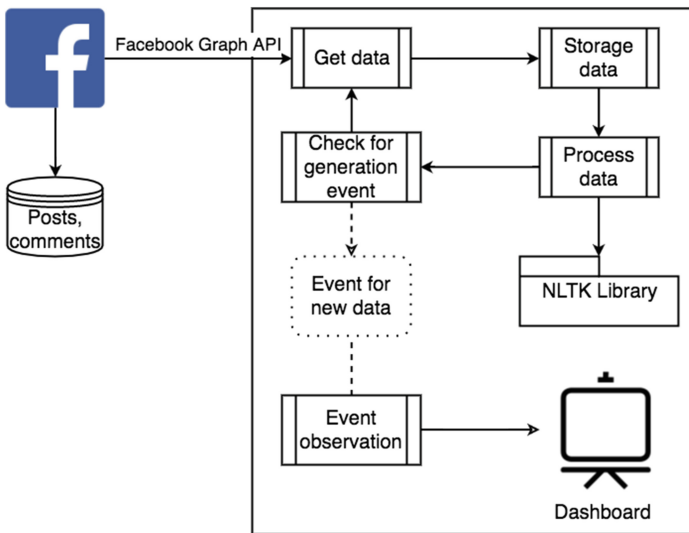 Facebook Graph API
Get data
Storage
data
Check for
generation
event
Process
data
Posts,
comments
Event for
new data
NLTK Library
Event
observation
Dashboard